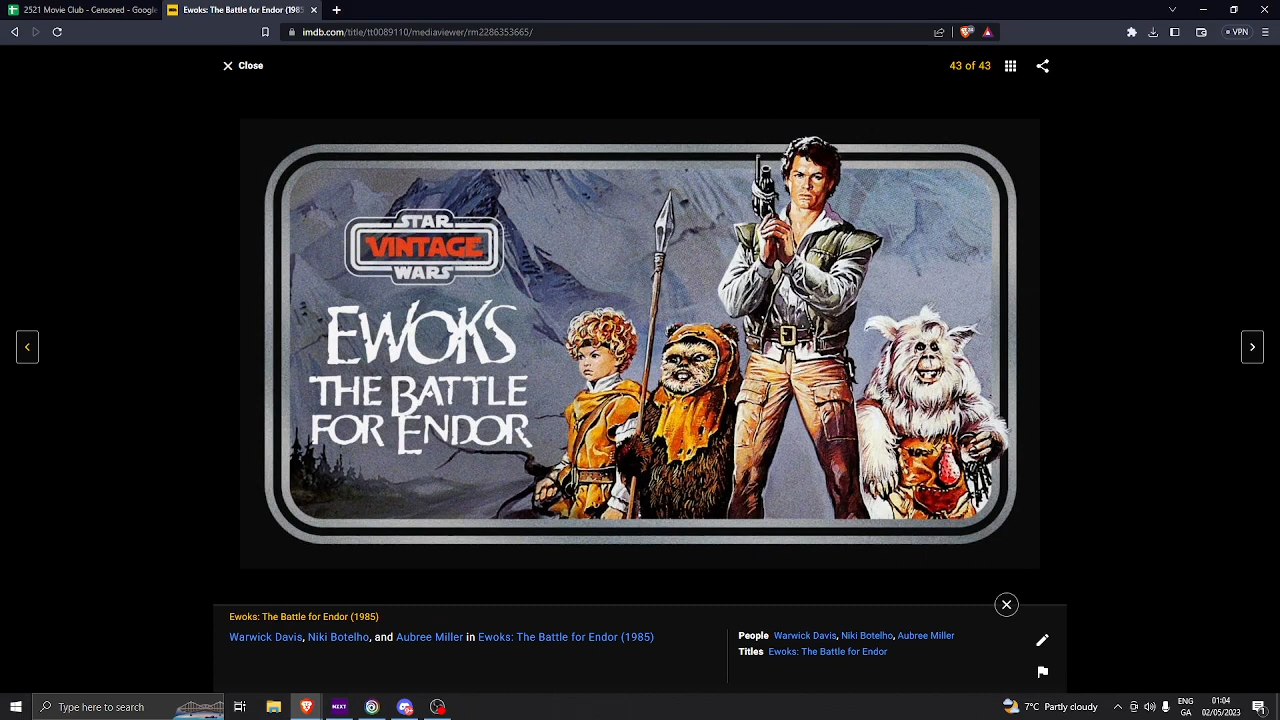 2521 Movie Club - Censored - Google
Ewoks: The Battle for Endor (198
imdb.com/title/tt0089110/mediaviewer/rm2286353665/
VPN
Close
43 of 43
STAR
VINTAGE
WARS
EWOKS
THE BATTLE
FOR ENDOR
Ewoks: The Battle for Endor (1985)
Warwick Davis, Niki Botelho, and Aubree Miller in Ewoks: The Battle for Endor (1985)
People Warwick Davis, Niki Botelho, Aubree Miller
Titles Ewoks: The Battle for Endor
Type here to search
NEXT
7°C Partly cloudy
ENG
GA
01:04
02/05/2023